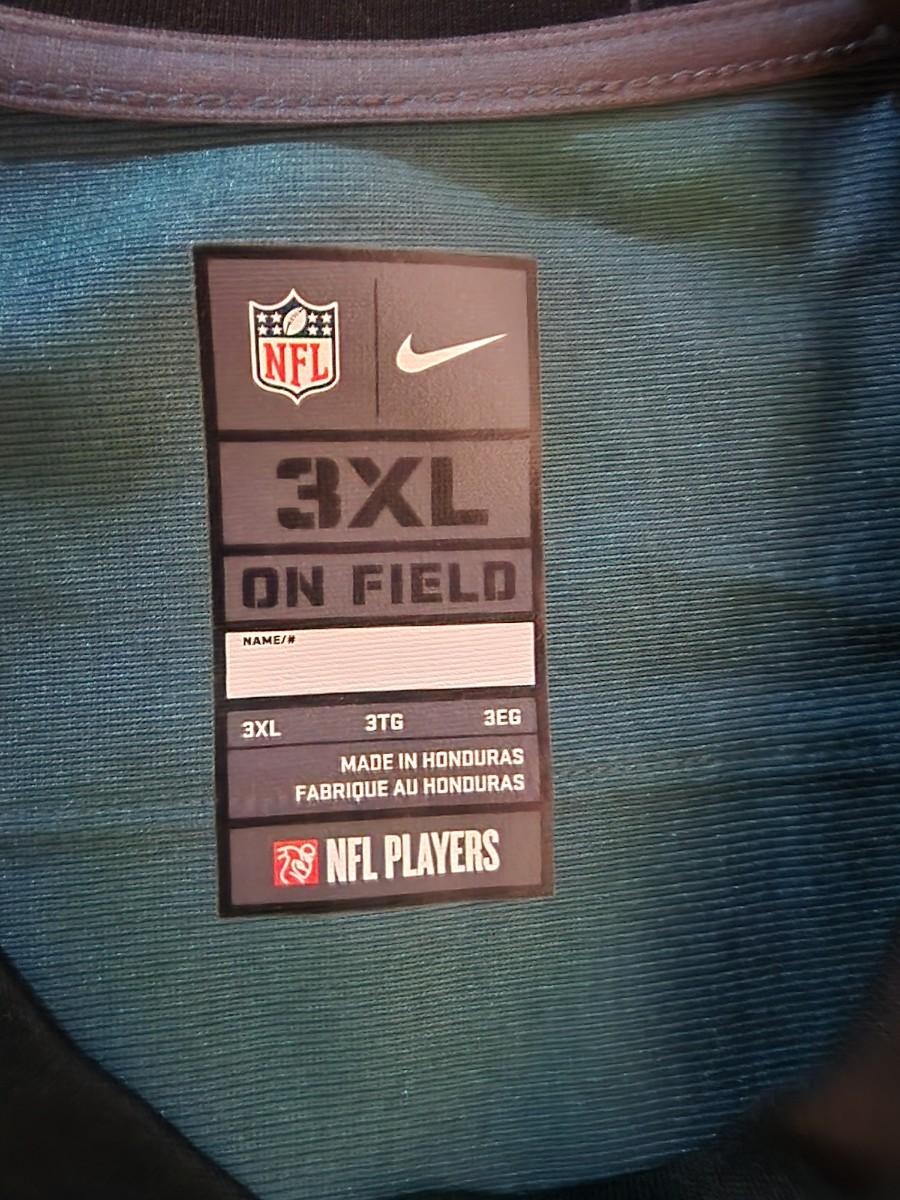 NFL
3XL
ON FIELD
NAME/#
3XL 3TG 3EG
MADE IN HONDURAS
FABRIQUE AU HONDURAS
NFL PLAYERS